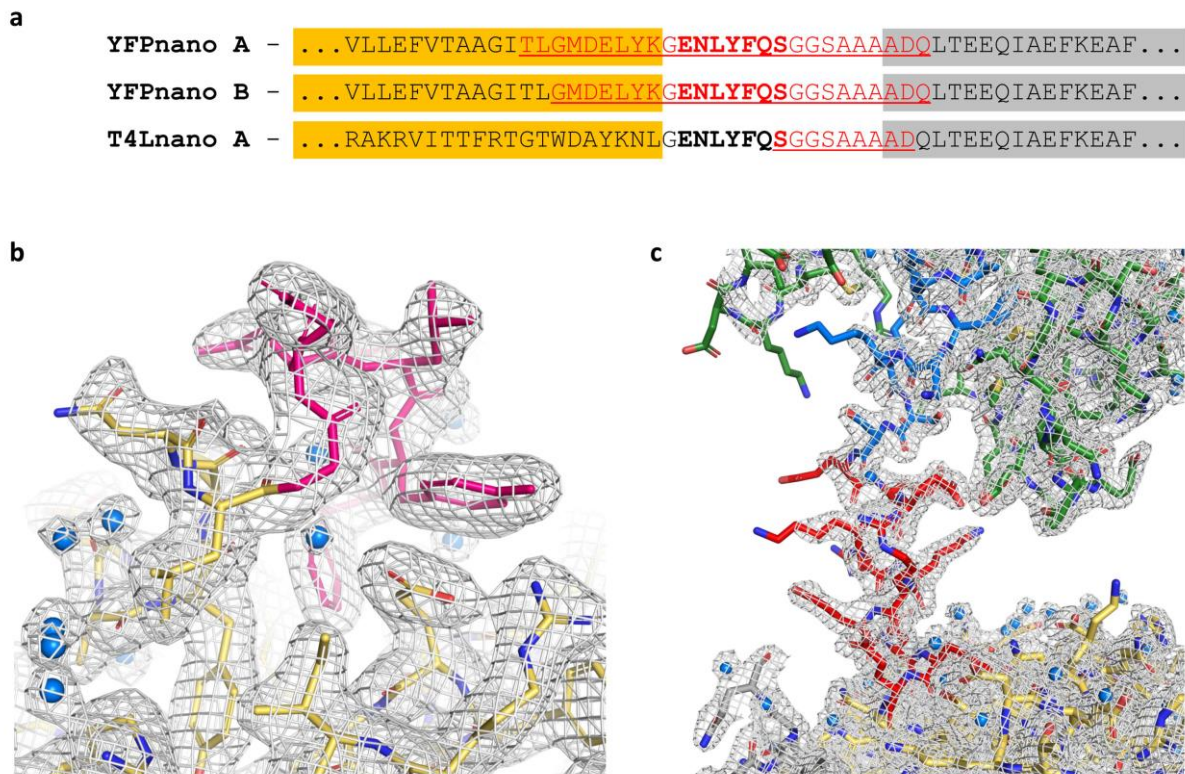 a
YFPnano A – ...VLLEFVTAAGITLGMDELYKGENLYFQSGGSAAAADQLTEEQIAEFKEAF...
YFPnano B – ...VLLEFVTAAGITLGMDELYKGENLYFQSGGSAAAADQLTEEQIAEFKEAF...
T4Lnano A – ...RAKRVITTFRTGTWDAYKNLGENLYFQSGGSAAAADQLTEEQIAEFKEAF...
b
c